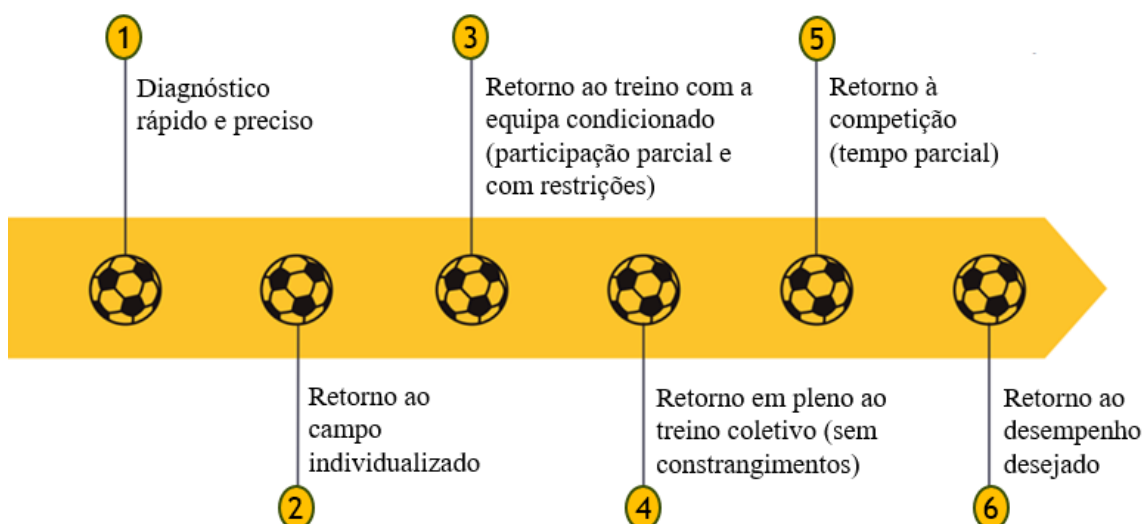 1
Diagnóstico
rápido e preciso
2
Retorno ao
campo
individualizado
3
Retorno ao treino com a
equipa condicionado
(participação parcial e
com restrições)
4
Retorno em pleno ao
treino coletivo (sem
constrangimentos)
5
Retorno à
competição
(tempo parcial)
6
Retorno ao
desempenho
desejado